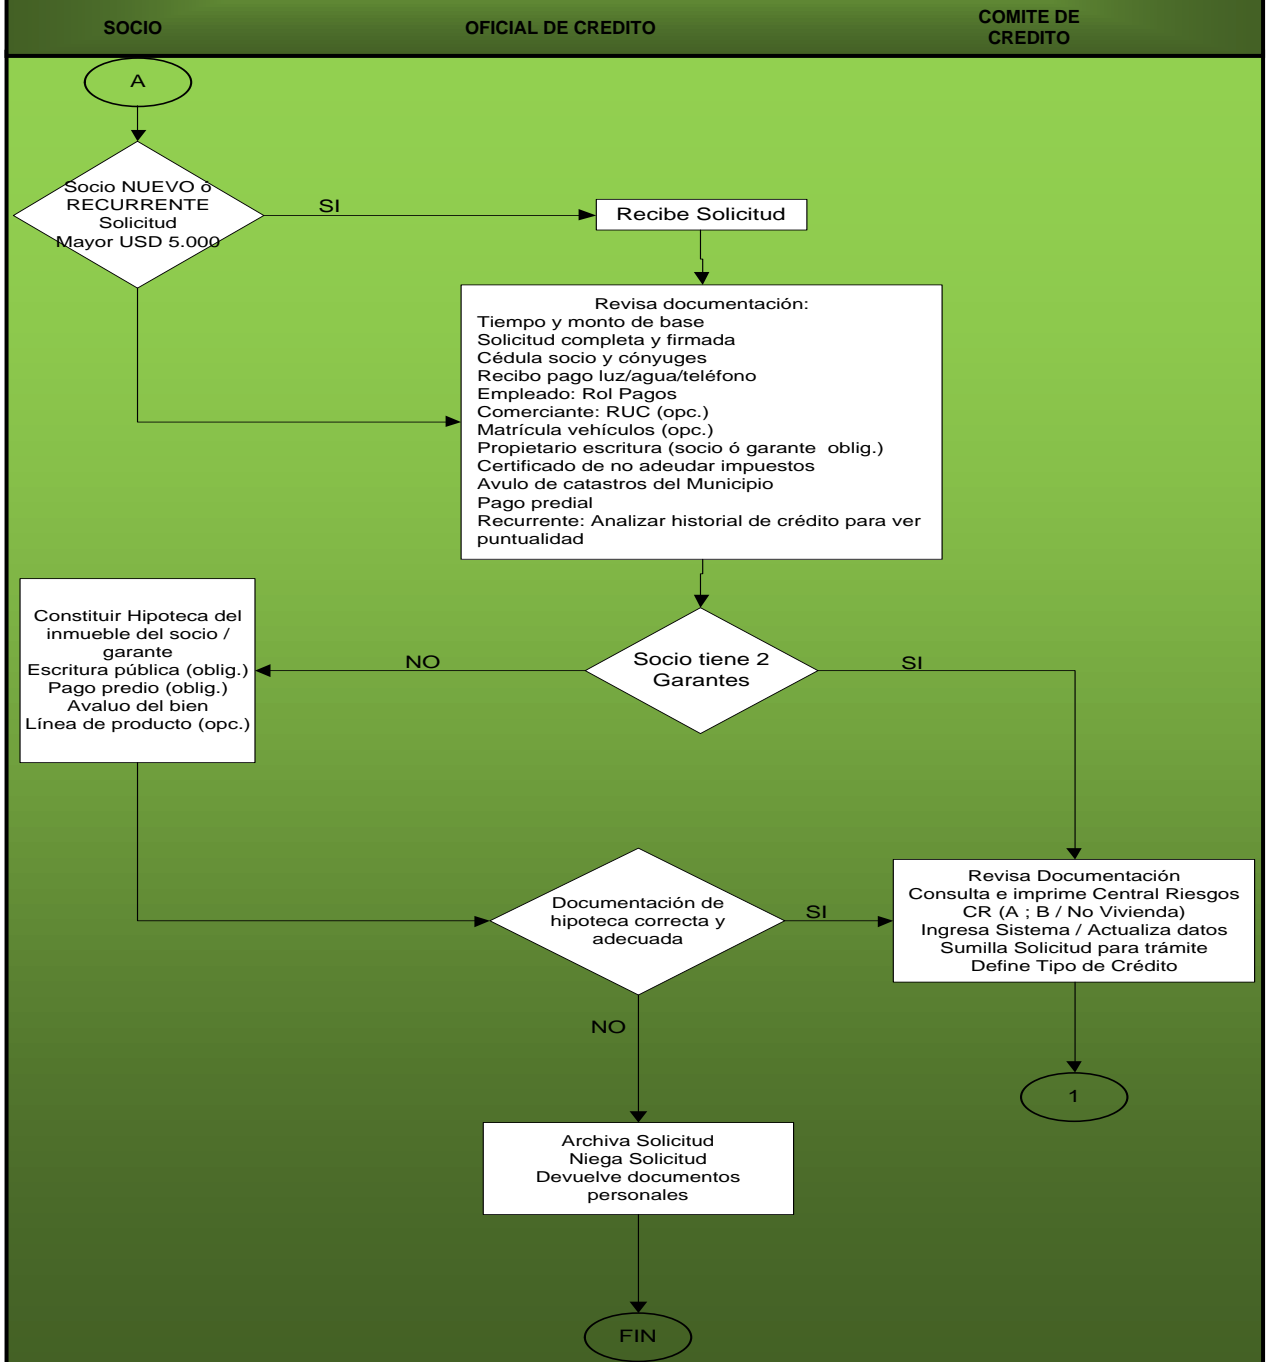 SOCIO
OFICIAL DE CREDITO
COMITE DE
CREDITO
A
Socio NUEVO ó
RECURRENTE
Solicitud
Mayor USD 5.000
SI
Recibe Solicitud
Revisa documentación:
Tiempo y monto de base
Solicitud completa y firmada
Cédula socio y cónyuges
Recibo pago luz/agua/teléfono
Empleado: Rol Pagos
Comerciante: RUC (opc.)
Matrícula vehículos (opc.)
Propietario escritura (socio ó garante oblig.)
Certificado de no adeudar impuestos
Avulo de catastros del Municipio
Pago predial
Recurrente: Analizar historial de crédito para ver
puntualidad
Constituir Hipoteca del
inmueble del socio /
garante
Escritura pública (oblig.)
Pago predio (oblig.)
Avaluo del bien
Línea de producto (opc.)
NO
Socio tiene 2
Garantes
SI
Documentación de
hipoteca correcta y
adecuada
SI
Revisa Documentación
Consulta e imprime Central Riesgos
CR (A ; B / No Vivienda)
Ingresa Sistema / Actualiza datos
Sumilla Solicitud para trámite
Define Tipo de Crédito
NO
1
Archiva Solicitud
Niega Solicitud
Devuelve documentos
personales
FIN